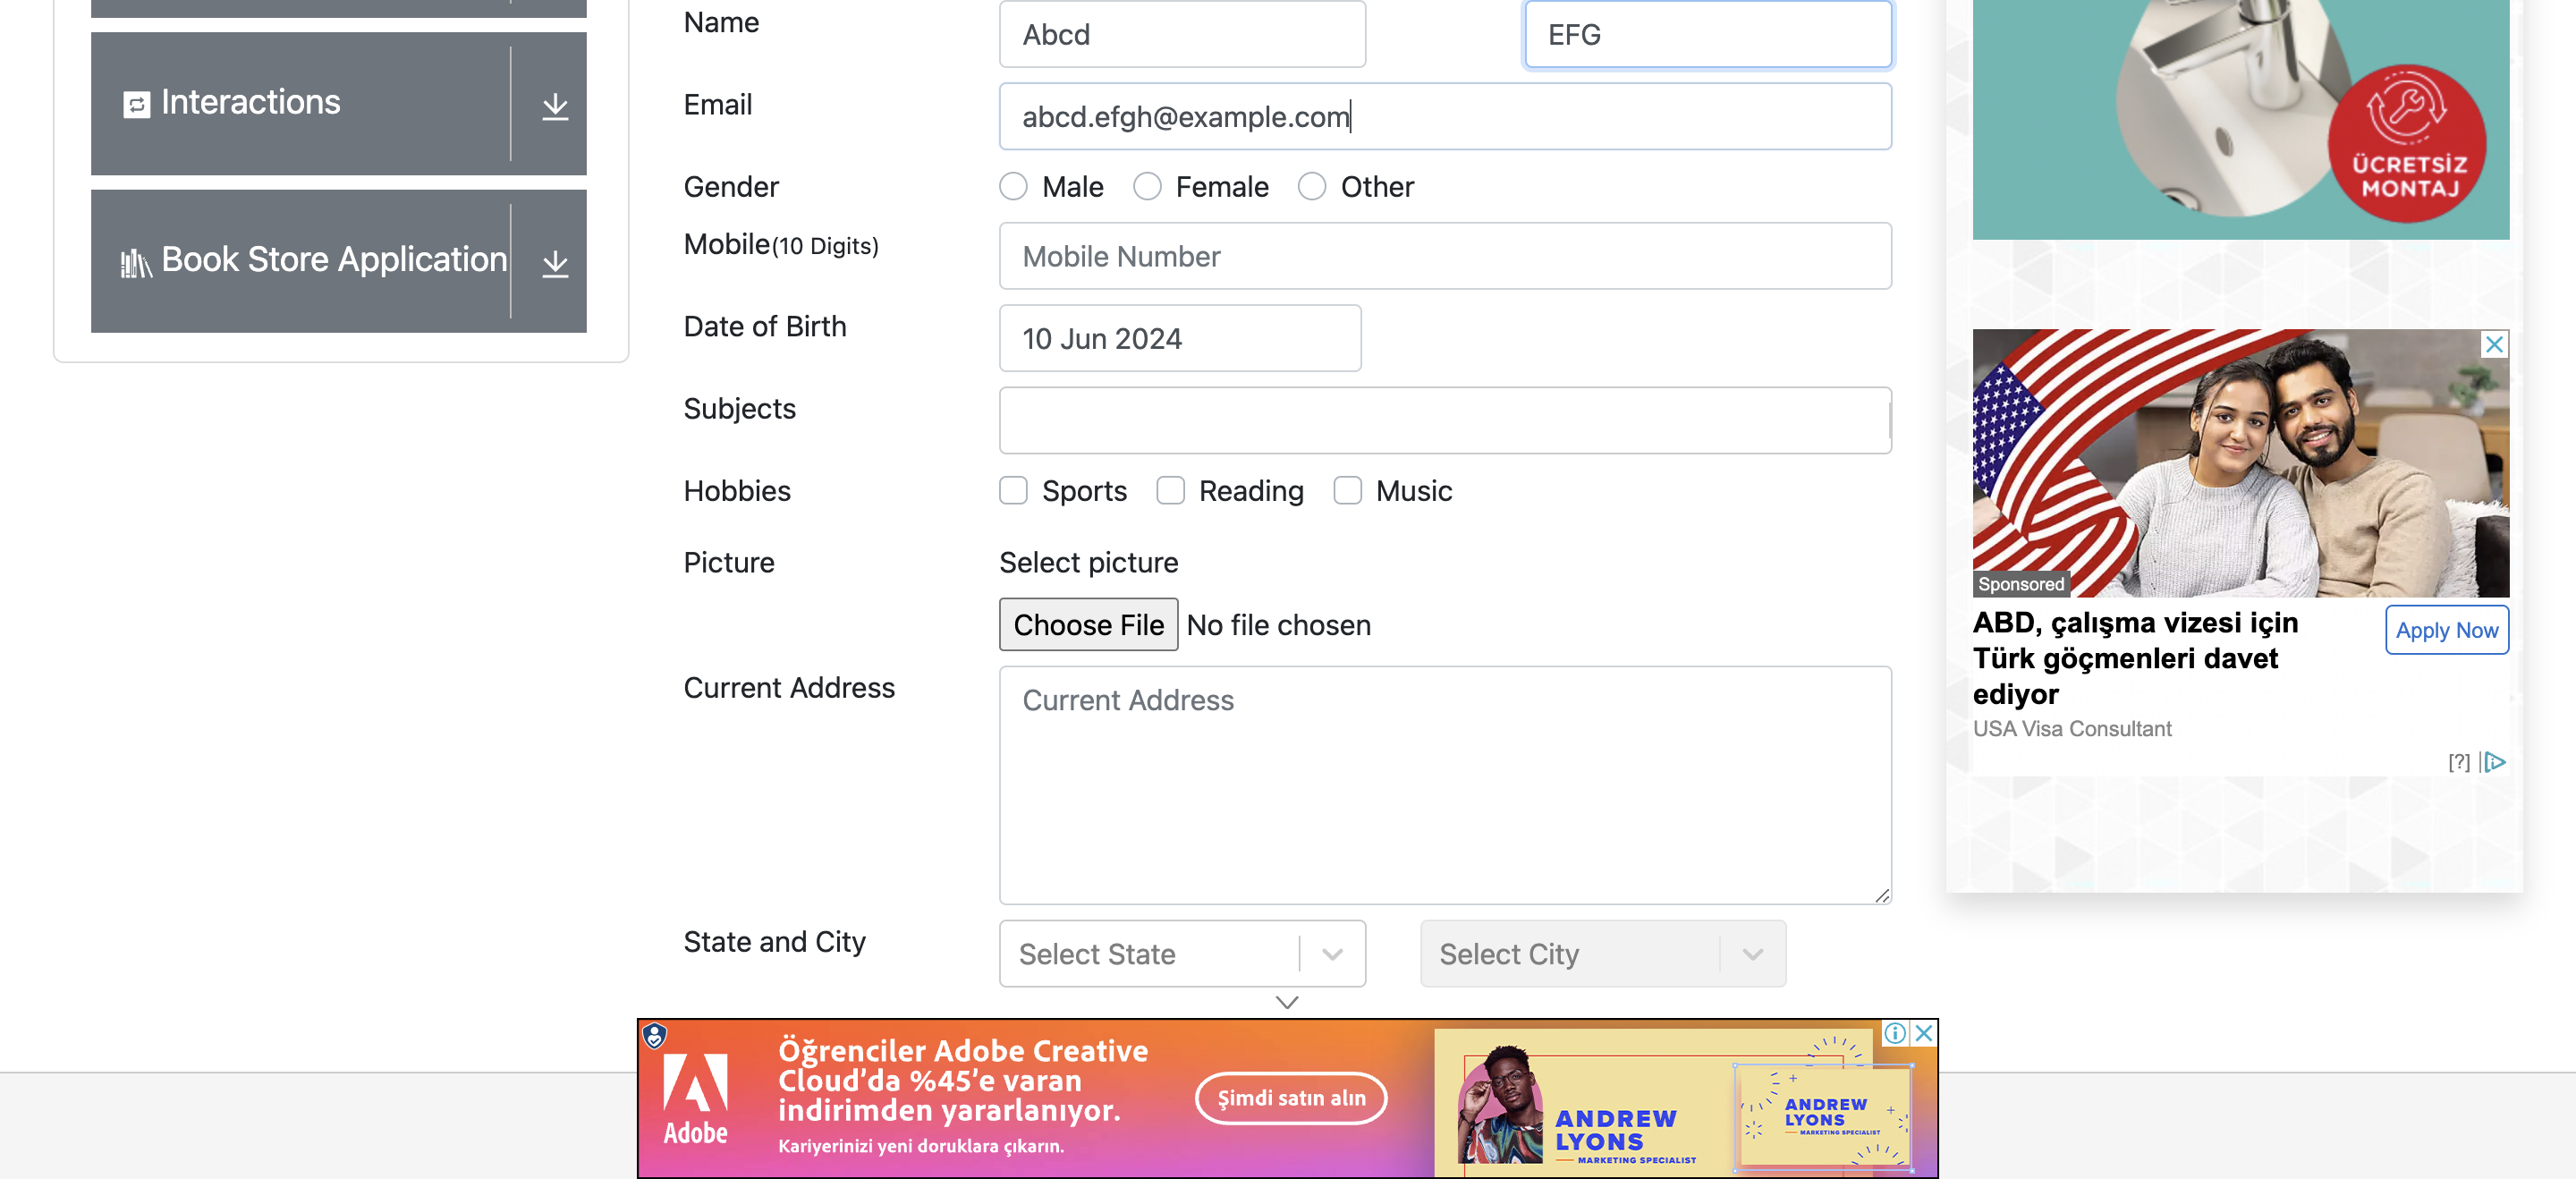 Interactions
Book Store Application
Name
Abcd
EFG
Email
abcd.efgh@example.com
Gender
Male
Female
Other
Mobile(10 Digits)
Mobile Number
Date of Birth
10 Jun 2024
Subjects
Hobbies
Sports
Reading
Music
Picture
Select picture
Choose File
No file chosen
Current Address
Current Address
State and City
Select State
Select City
ÜCRETSİZ
MONTAJ
Sponsored
ABD, çalışma vizesi için
Türk göçmenleri davet
ediyor
Apply Now
USA Visa Consultant
[?]
Adobe
Öğrenciler Adobe Creative
Cloud’da %45’e varan
indirimden yararlanıyor.
Kariyerinizi yeni doruklara çıkarın.
Şimdi satın alın
ANDREW
LYONS
MARKETING SPECIALIST
ANDREW
LYONS
MARKETING SPECIALIST